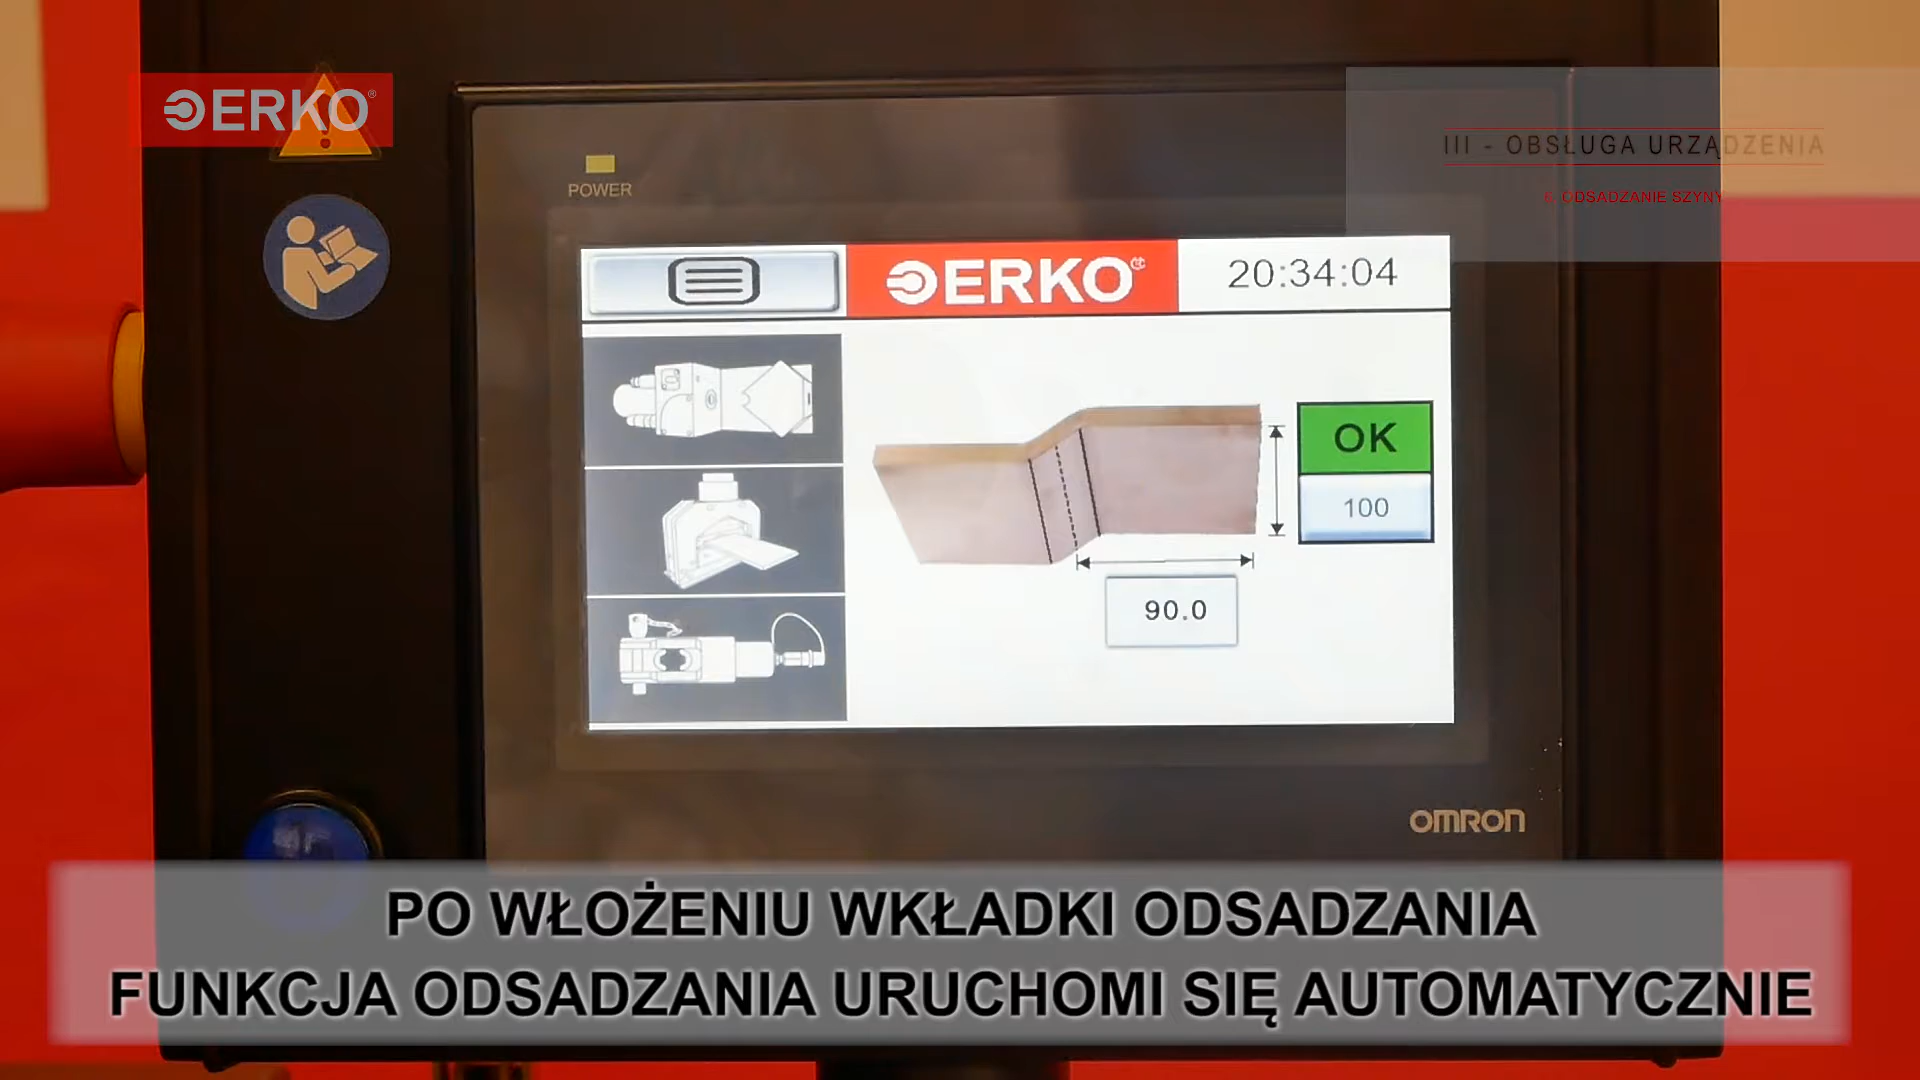 ERKO®
III - OBSŁUGA URZĄDZENIA
K. ODSADZANIE SZYNY
POWER
ERKO®
20:34:04
OK
100
90.0
OMRON
PO WŁOŻENIU WKŁADKI ODSADZANIA
FUNKCJA ODSADZANIA URUCHOMI SIĘ AUTOMATYCZNIE